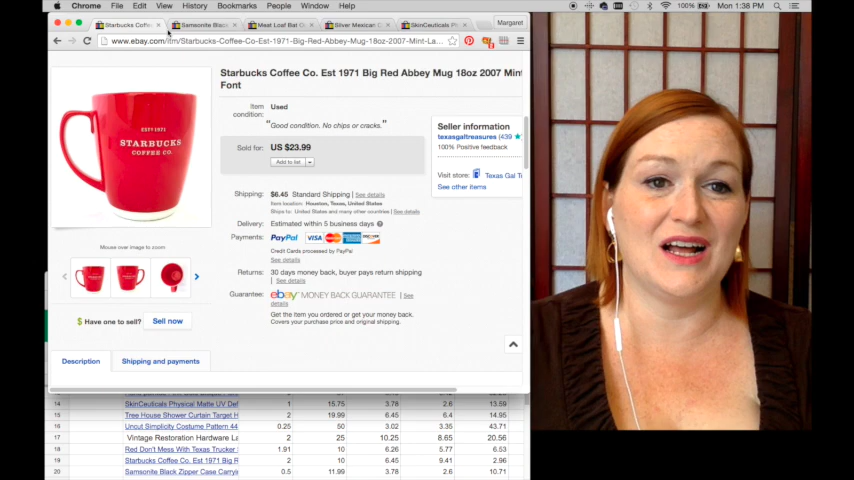 Chrome File Edit View History Bookmarks People Window Help 100% Mon 1:38 PM
Starbucks Coffe Samsonite Black Meat Loaf Bat O Silver Mexican C SkinCeuticals Ph Margaret
www.ebay.com/itm/Starbucks-Coffee-Co-Est-1971-Big-Red-Abbey-Mug-18oz-2007-Mint-La...
Starbucks Coffee Co. Est 1971 Big Red Abbey Mug 18oz 2007 Mint
Font
Item condition: Used
"Good condition. No chips or cracks."
Sold for: US $23.99
Add to list
Shipping: $6.45 Standard Shipping | See details
Item location: Houston, Texas, United States
Ships to: United States and many other countries | See details
Delivery: Estimated within 5 business days
Payments: PayPal VISA MasterCard AMERICAN EXPRESS DISCOVER
Credit Cards processed by PayPal
See details
Returns: 30 days money back, buyer pays return shipping
| See details
Guarantee: ebay MONEY BACK GUARANTEE | See
details
Get the item you ordered or get your money back.
Covers your purchase price and original shipping.
Seller information
texasgaltreasures (439
100% Positive feedback
Visit store: Texas Gal Tr
See other items
EST 1971
STARBUCKS
COFFEE CO.
Mouse over image to zoom
$ Have one to sell? Sell now
Description Shipping and payments
14 SkinCeuticals Physical Matte UV Def 1 15.75 3.78 2.6 13.59
15 Tree House Shower Curtain Target H 2 19.99 6.45 6.4 14.95
16 Uncut Simplicity Costume Pattern 44 0.25 50 3.02 3.35 43.71
17 Vintage Restoration Hardware La 2 25 10.25 8.65 20.56
18 Red Don't Mess With Texas Trucker 1.91 10 6.26 5.77 6.53
19 Starbucks Coffee Co. Est 1971 Big R 2 10 6.45 9.41 2.96
20 Samsonite Black Zipper Case Carryi 0.5 11.99 3.78 2.6 10.71